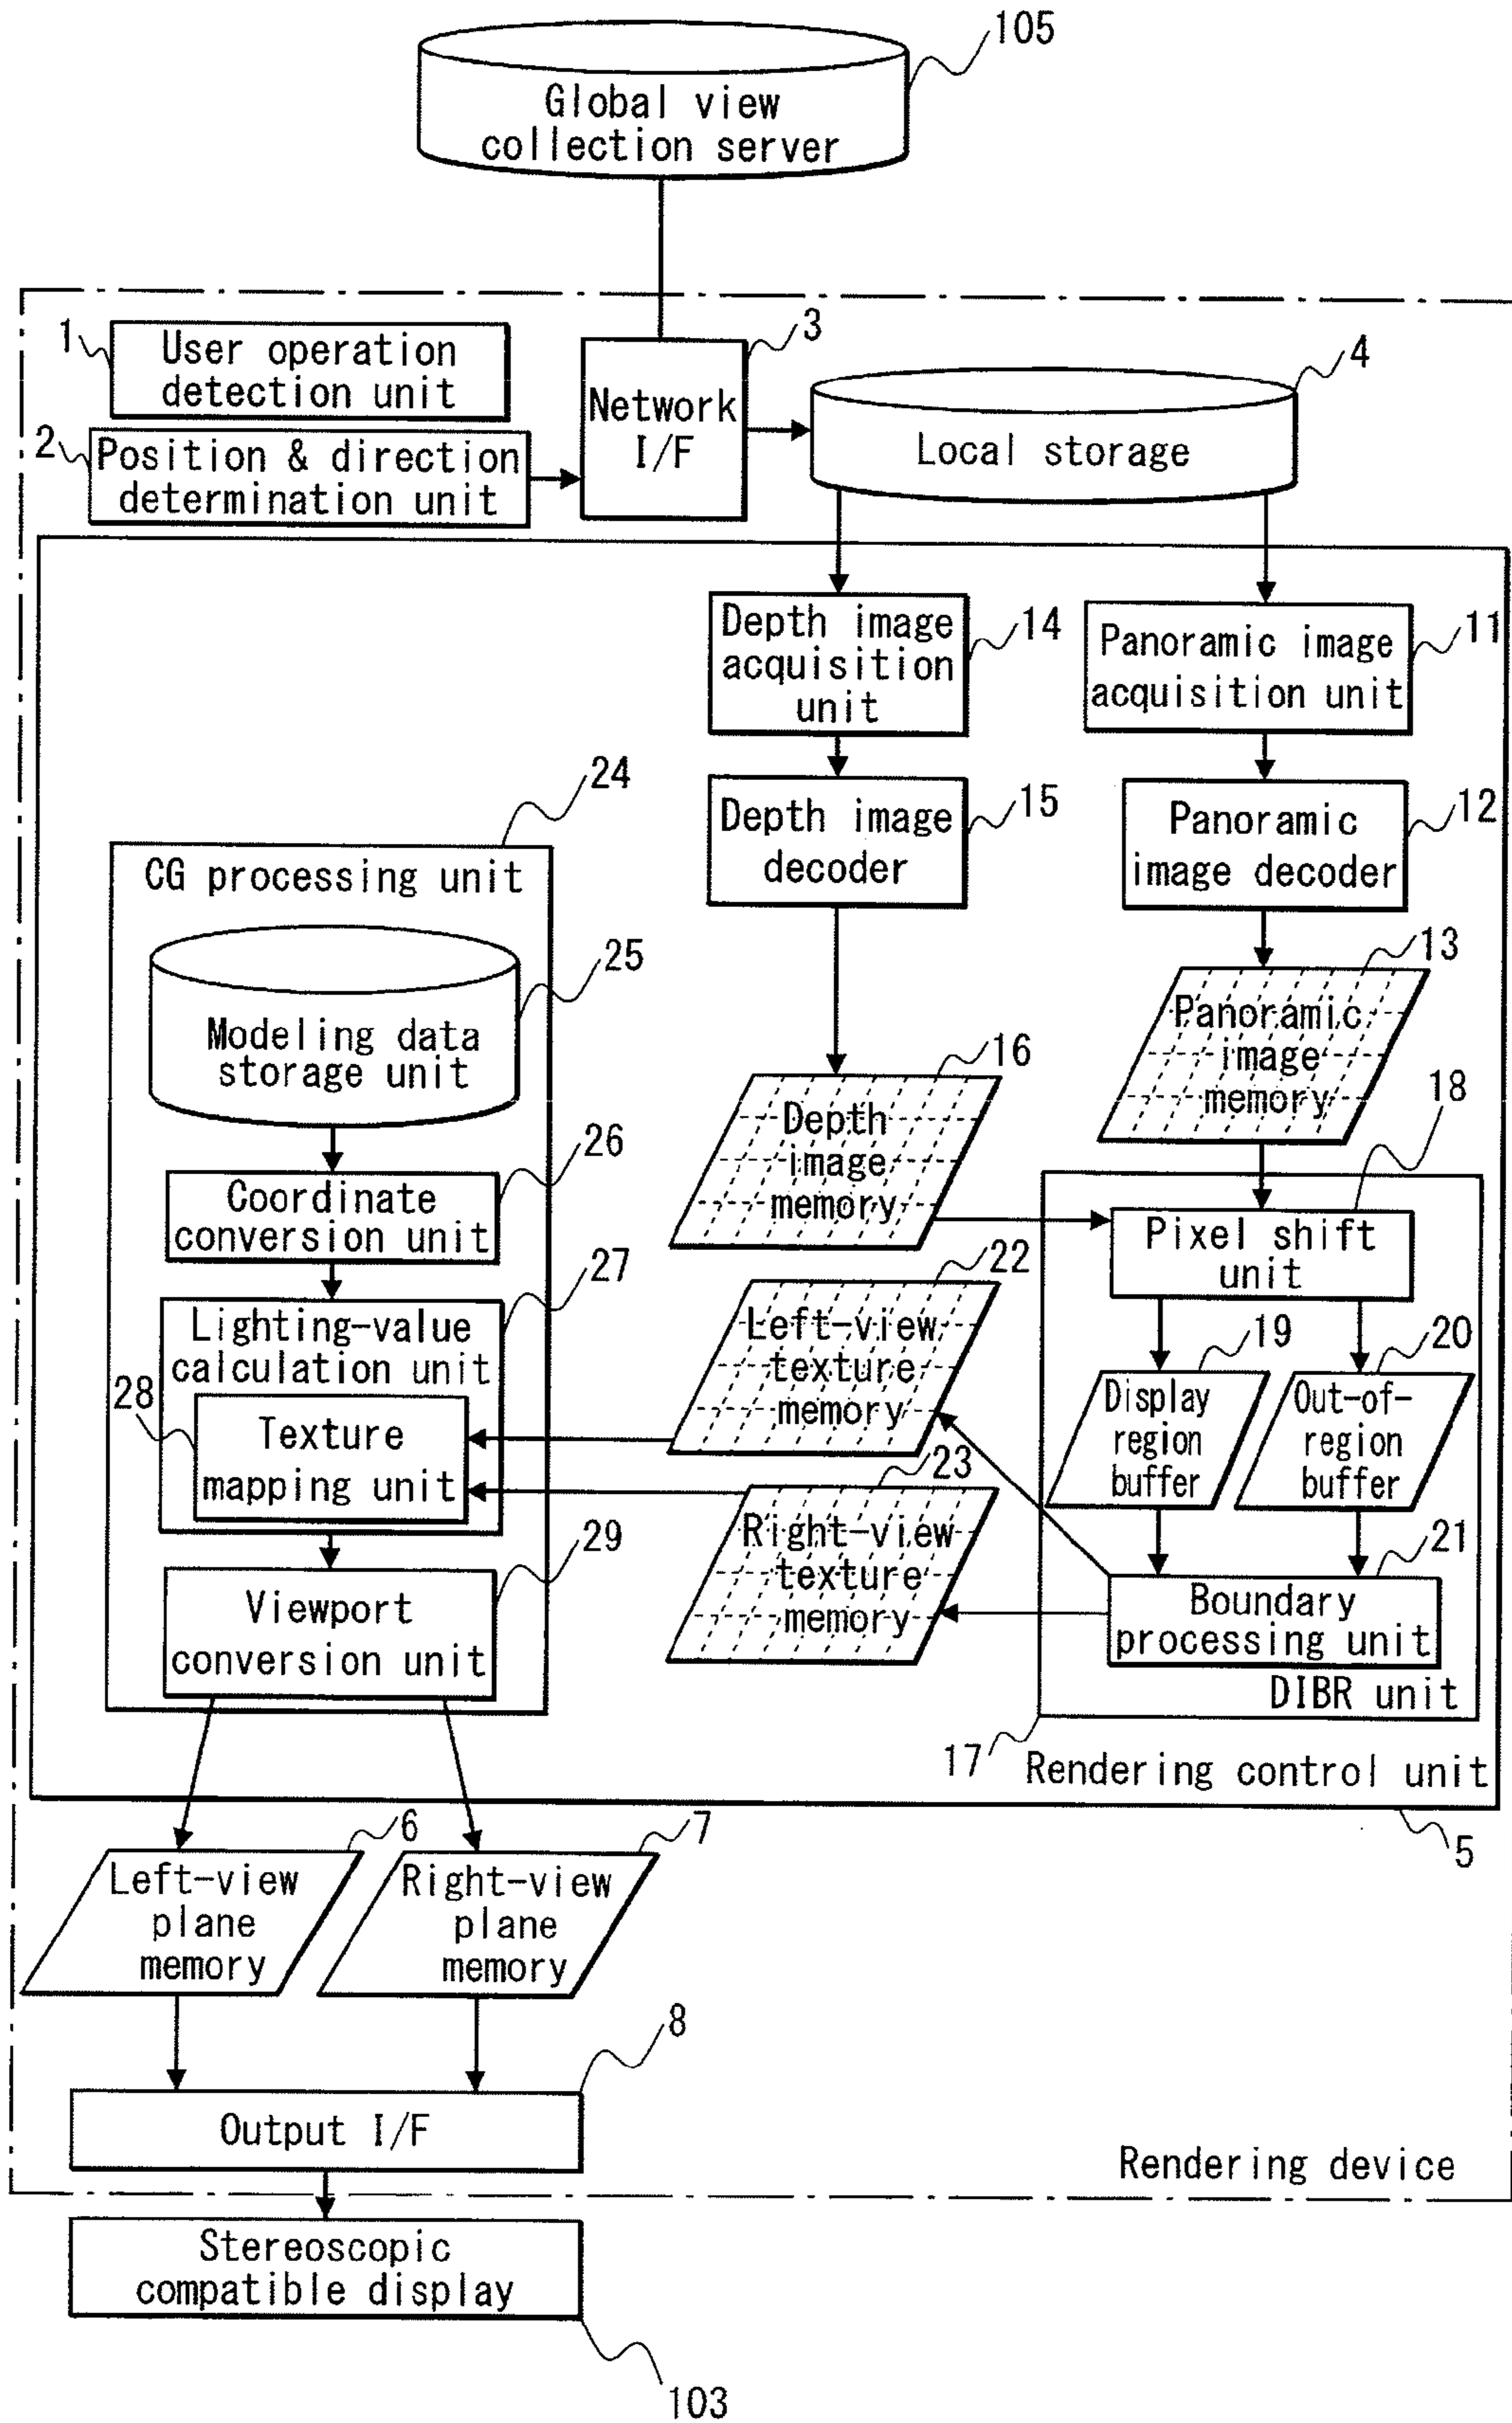 105
Global view
collection server
1
User operation
detection unit
2
Position & direction
determination unit
3
Network
I/F
4
Local storage
Depth image
acquisition
unit
14
Panoramic image
acquisition unit
11
Depth image
decoder
15
Panoramic
image decoder
12
24
CG processing unit
25
Modeling data
storage unit
13
Panoramic
image
memory
16
Depth
image
memory
18
Pixel shift
unit
26
Coordinate
conversion unit
27
Lighting-value
calculation unit
28
Texture
mapping unit
22
Left-view
texture
memory
19
Display
region
buffer
20
Out-of-
region
buffer
23
Right-view
texture
memory
29
Viewport
conversion unit
21
Boundary
processing unit
DIBR unit
17
Rendering control unit
5
6
Left-view
plane
memory
7
Right-view
plane
memory
8
Output I/F
Rendering device
Stereoscopic
compatible display
103